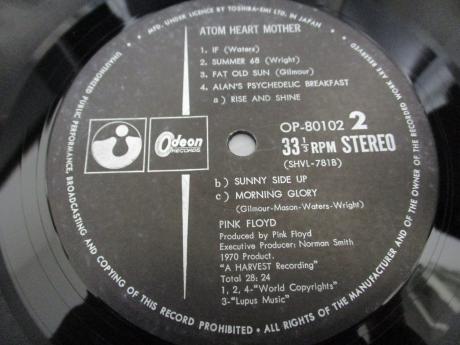 MFD. UNDER LICENCE BY TOSHIBA-EMI LTD. IN JAPAN
ALL RIGHTS OF THE MANUFACTURER AND OF THE OWNER OF THE RECORDED WORK ARE RESERVED
UNAUTHORIZED PUBLIC PERFORMANCE, BROADCASTING AND COPYING OF THIS RECORD PROHIBITED
ATOM HEART MOTHER
1. IF (Waters)
2. SUMMER 68 (Wright)
3. FAT OLD SUN (Gilmour)
4. ALAN'S PSYCHEDELIC BREAKFAST
a) RISE AND SHINE
Odeon
RECORDS
OP-80102 2
33 1/3 RPM STEREO
(SHVL-781B)
b) SUNNY SIDE UP
c) MORNING GLORY
(Gilmour-Mason-Waters-Wright)
PINK FLOYD
Produced by Pink Floyd
Executive Producer: Norman Smith
1970 Product.
"A HARVEST Recording"
Total 28: 24
1, 2, 4-"World Copyrights"
3-"Lupus Music"